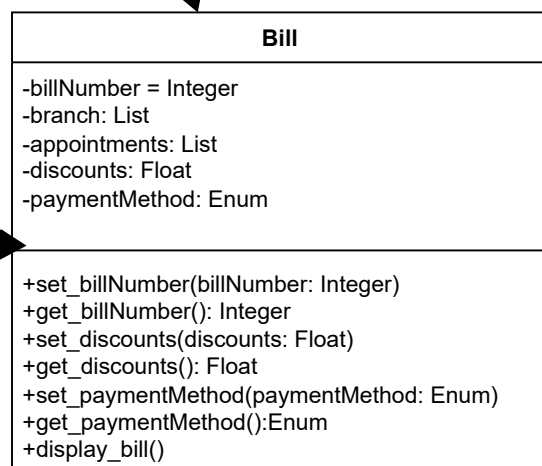 Bill
-billNumber = Integer
-branch: List
-appointments: List
-discounts: Float
-paymentMethod: Enum
+set_billNumber(billNumber: Integer)
+get_billNumber(): Integer
+set_discounts(discounts: Float)
+get_discounts(): Float
+set_paymentMethod(paymentMethod: Enum)
+get_paymentMethod():Enum
+display_bill()